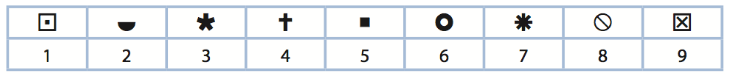 ⊡ ◒ ★ ✝ ■ ⭘ ✱ ⃠ ☒
1 2 3 4 5 6 7 8 9